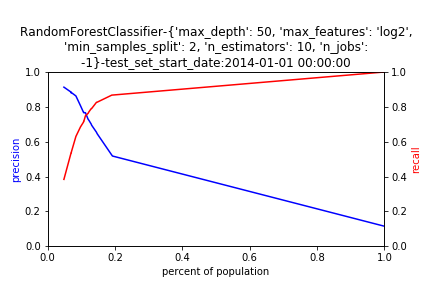 RandomForestClassifier-{'max_depth': 50, 'max_features': 'log2',
'min_samples_split': 2, 'n_estimators': 10, 'n_jobs':
-1}-test_set_start_date:2014-01-01 00:00:00
1.0
0.8
0.6
0.4
0.2
0.0
precision
1.0
0.8
0.6
0.4
0.2
0.0
recall
0.0 0.2 0.4 0.6 0.8 1.0
percent of population